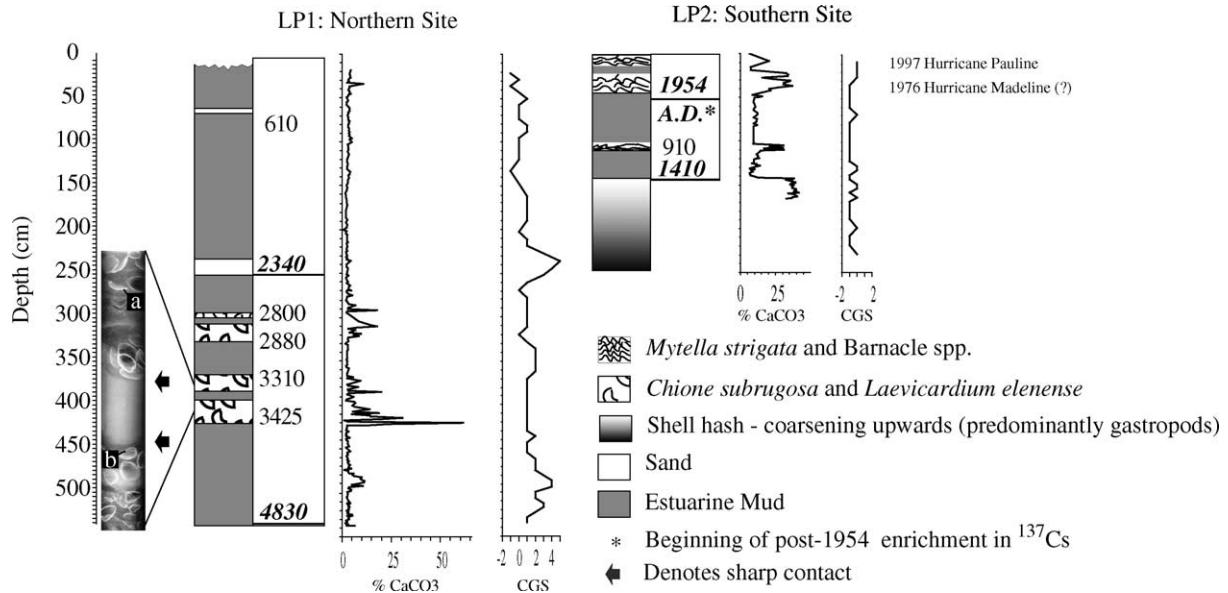 LP1: Northern Site
LP2: Southern Site
Depth (cm)
0
50
100
150
200
250
300
350
400
450
500
a
b
610
2340
2800
2880
3310
3425
4830
0 25 50
% CaCO3
0 2 4
CGS
1954
A.D.*
910
1410
0 25
% CaCO3
-2 2
CGS
1997 Hurricane Pauline
1976 Hurricane Madeline (?)
Mytella strigata and Barnacle spp.
Chione subrugosa and Laevicardium elenense
Shell hash - coarsening upwards (predominantly gastropods)
Sand
Estuarine Mud
* Beginning of post-1954 enrichment in 137Cs
Denotes sharp contact